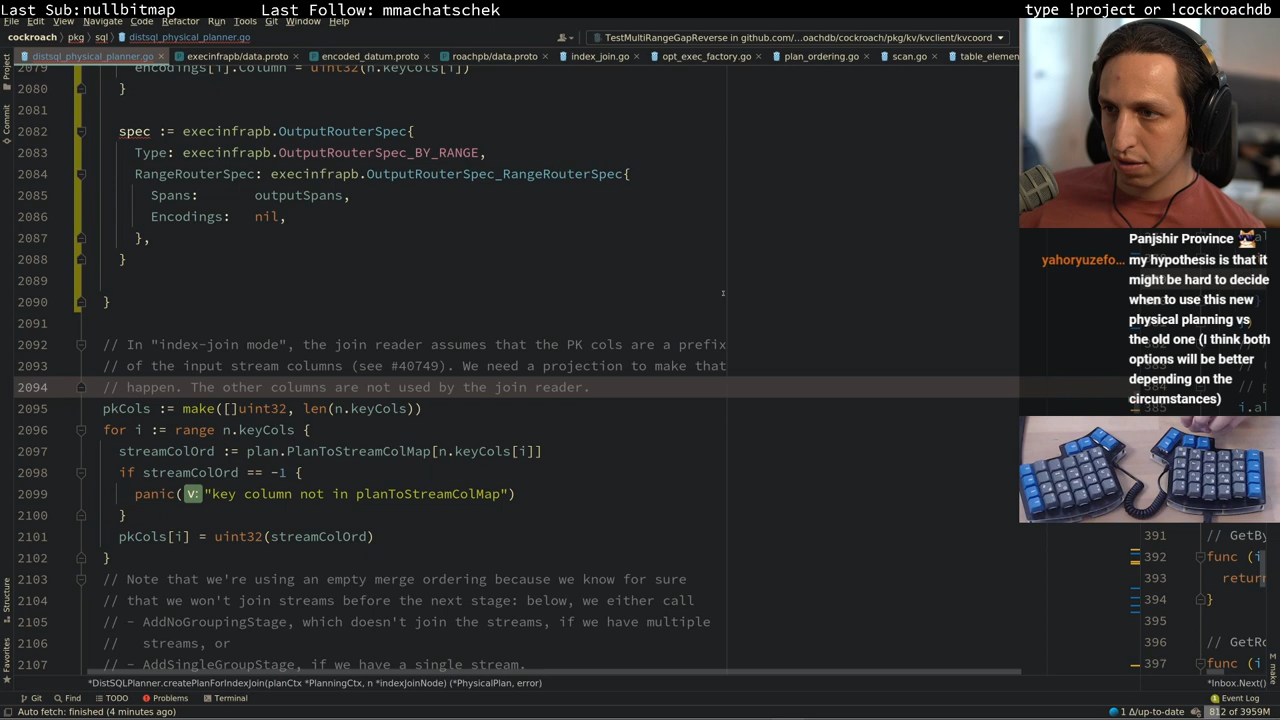 Last Sub:nullbitmap
Last Follow: mmachatschek
type !project or !cockroachdb
File Edit View Navigate Code Refactor Run Tools Git Window Help
cockroach pkg sql distsql_physical_planner.go
TestMultiRangeGapReverse in github.com/...oachdb/cockroach/pkg/kv/kvclient/kvcoord
distsql_physical_planner.go execinfrapb/data.proto encoded_datum.proto roachpb/data.proto index_join.go opt_exec_factory.go plan_ordering.go scan.go table_elemen
2079 encodings[i].Column = uint32(n.keyCols[i])
2080 }
2081
2082 spec := execinfrapb.OutputRouterSpec{
2083 Type: execinfrapb.OutputRouterSpec_BY_RANGE,
2084 RangeRouterSpec: execinfrapb.OutputRouterSpec_RangeRouterSpec{
2085 Spans: outputSpans,
2086 Encodings: nil,
2087 },
2088 }
2089
2090 }
2091
2092 // In "index-join mode", the join reader assumes that the PK cols are a prefix
2093 // of the input stream columns (see #40749). We need a projection to make that
2094 // happen. The other columns are not used by the join reader.
2095 pkCols := make([]uint32, len(n.keyCols))
2096 for i := range n.keyCols {
2097 streamColOrd := plan.PlanToStreamColMap[n.keyCols[i]]
2098 if streamColOrd == -1 {
2099 panic( v: "key column not in planToStreamColMap")
2100 }
2101 pkCols[i] = uint32(streamColOrd)
2102 }
2103 // Note that we're using an empty merge ordering because we know for sure
2104 // that we won't join streams before the next stage: below, we either call
2105 // - AddNoGroupingStage, which doesn't join the streams, if we have multiple
2106 // streams, or
2107 // - AddSingleGroupStage, if we have a single stream.
*DistSQLPlanner.createPlanForIndexJoin(planCtx *PlanningCtx, n *indexJoinNode) (*PhysicalPlan, error)
Project
Commit
Structure
Favorites
Panjshir Province
yahoryuzefo... my hypothesis is that it
might be hard to decide
when to use this new
physical planning vs
the old one (I think both
options will be better
depending on the
circumstances)
391 // GetBy
392 func (i
393 return
394 }
395
396 // GetRo
397 func (i
*Inbox.Next()
make
Git Find TODO Problems Terminal
Event Log
Auto fetch: finished (4 minutes ago)
1 Δ/up-to-date
812 of 3959M